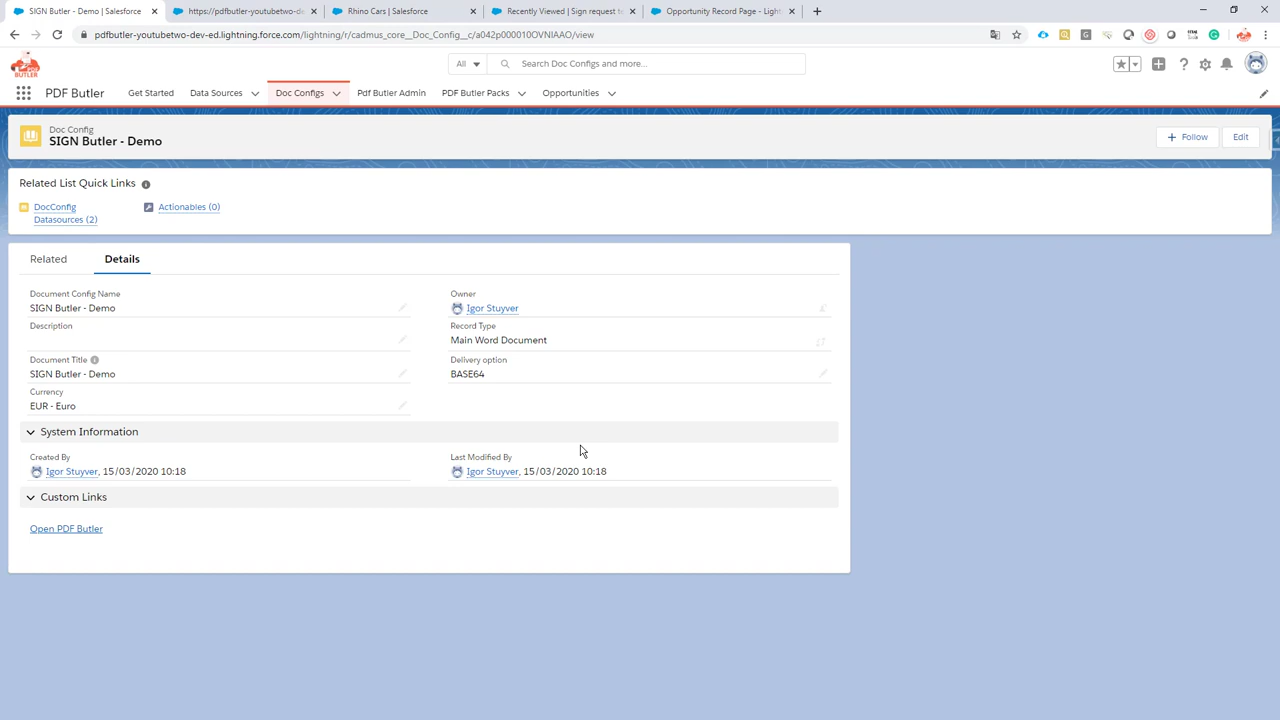 SIGN Butler - Demo | Salesforce
https://pdfbutler-youtubetwo-de
Rhino Cars | Salesforce
Recently Viewed | Sign request te
Opportunity Record Page - Light
pdfbutler-youtubetwo-dev-ed.lightning.force.com/lightning/r/cadmus_core__Doc_Config__c/a042p000010OVNIAAO/view
PDF BUTLER
All
Search Doc Configs and more...
PDF Butler
Get Started
Data Sources
Doc Configs
Pdf Butler Admin
PDF Butler Packs
Opportunities
Doc Config
SIGN Butler - Demo
+ Follow
Edit
Related List Quick Links
DocConfig
Datasources (2)
Actionables (0)
Related
Details
Document Config Name
SIGN Butler - Demo
Owner
Igor Stuyver
Description
Record Type
Main Word Document
Document Title
SIGN Butler - Demo
Delivery option
BASE64
Currency
EUR - Euro
System Information
Created By
Igor Stuyver, 15/03/2020 10:18
Last Modified By
Igor Stuyver, 15/03/2020 10:18
Custom Links
Open PDF Butler